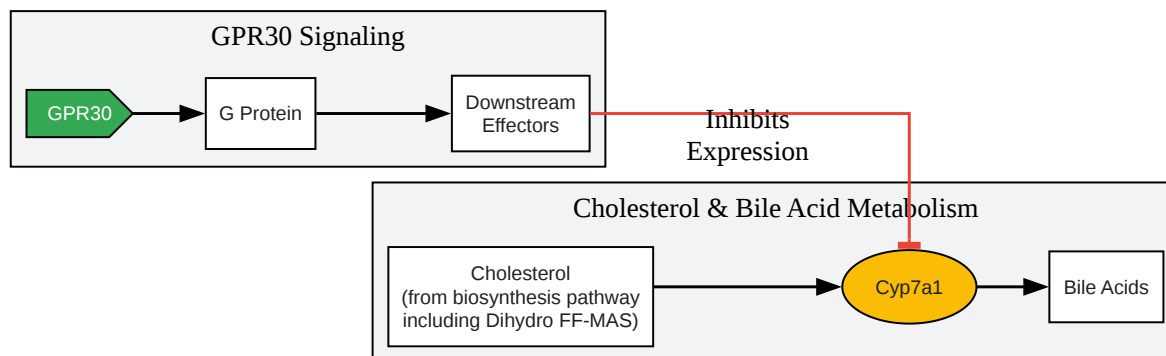 GPR30 Signaling
GPR30
G Protein
Downstream
Effectors
Inhibits
Expression
Cholesterol & Bile Acid Metabolism
Cholesterol
(from biosynthesis pathway
including Dihydro FF-MAS)
Cyp7a1
Bile Acids